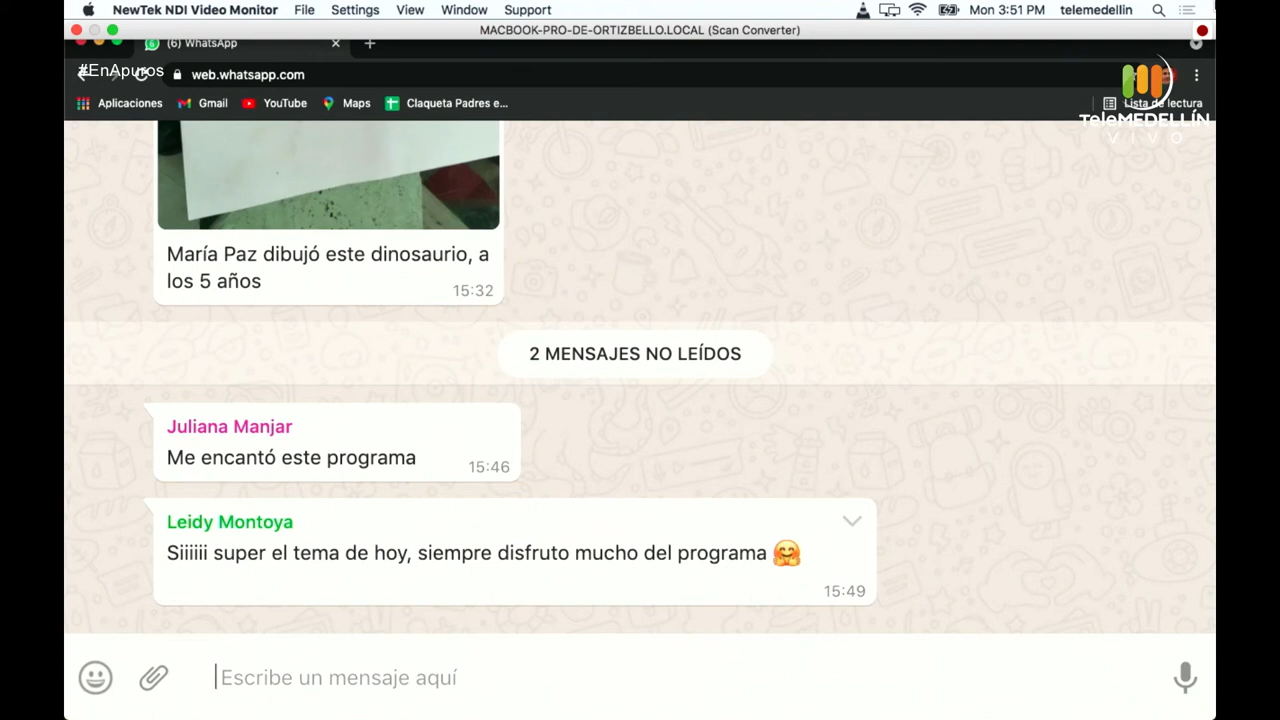 NewTek NDI Video Monitor File Settings View Window Support Mon 3:51 PM telemedellin
MACBOOK-PRO-DE-ORTIZBELLO.LOCAL (Scan Converter)
(6) WhatsApp
#EnApuros
web.whatsapp.com
Aplicaciones Gmail YouTube Maps Claqueta Padres e... Lista de lectura
TeleMEDELLÍN
VIVO
María Paz dibujó este dinosaurio, a
los 5 años
15:32
2 MENSAJES NO LEÍDOS
Juliana Manjar
Me encantó este programa
15:46
Leidy Montoya
Siiiiii super el tema de hoy, siempre disfruto mucho del programa 🤗
15:49
Escribe un mensaje aquí